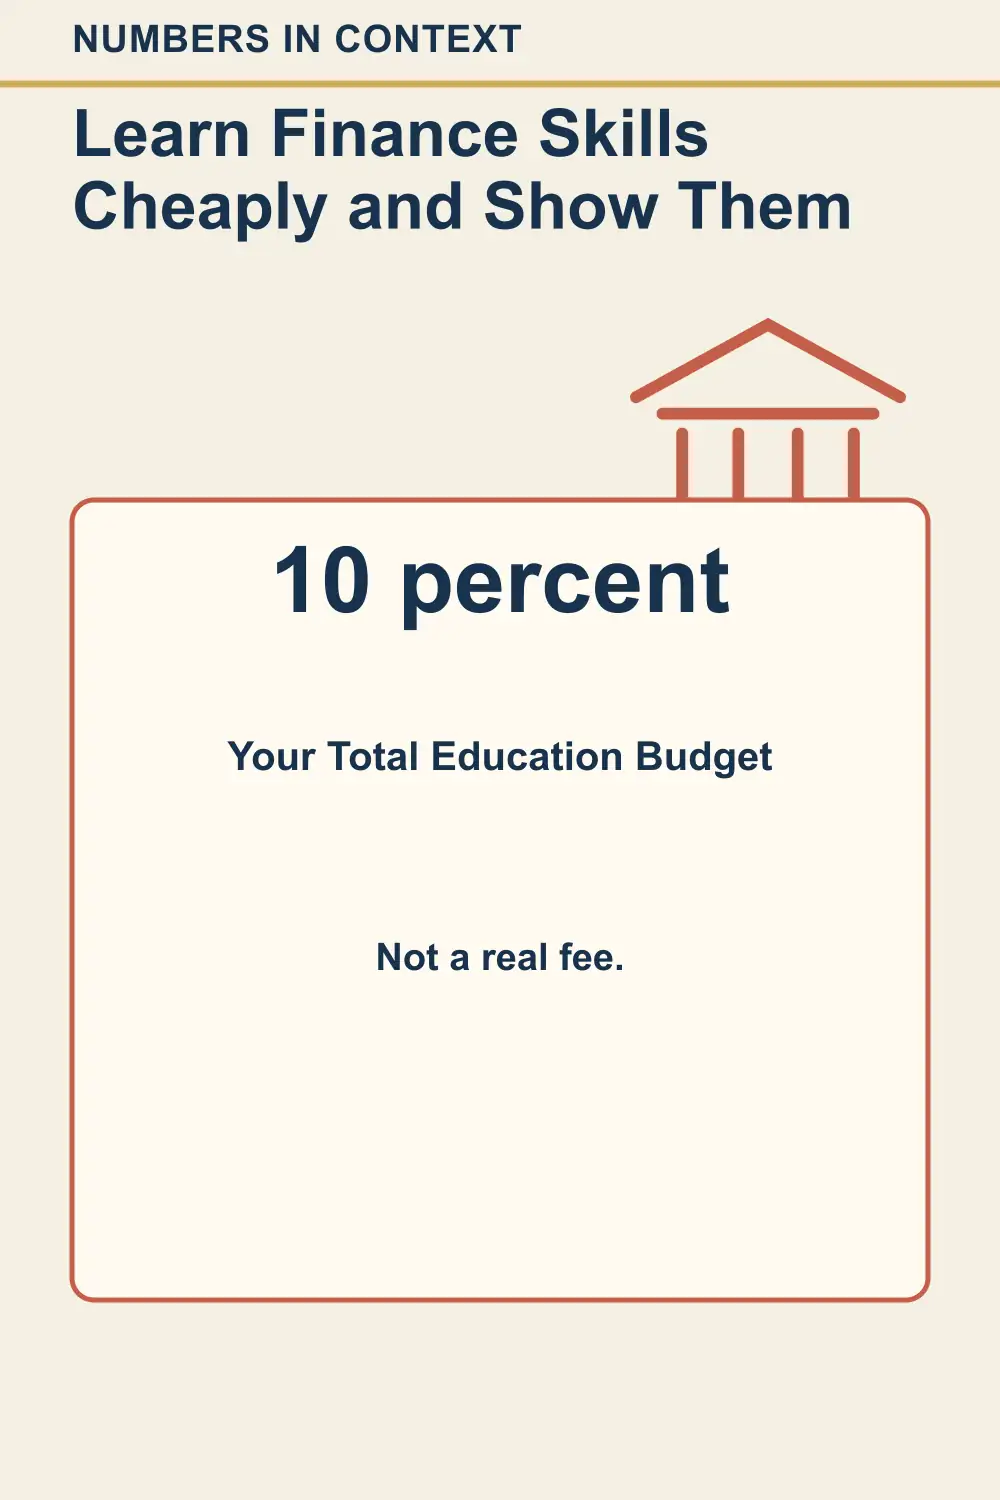 NUMBERS IN CONTEXT
Learn Finance Skills
Cheaply and Show Them
10 percent
Your Total Education Budget
Not a real fee.